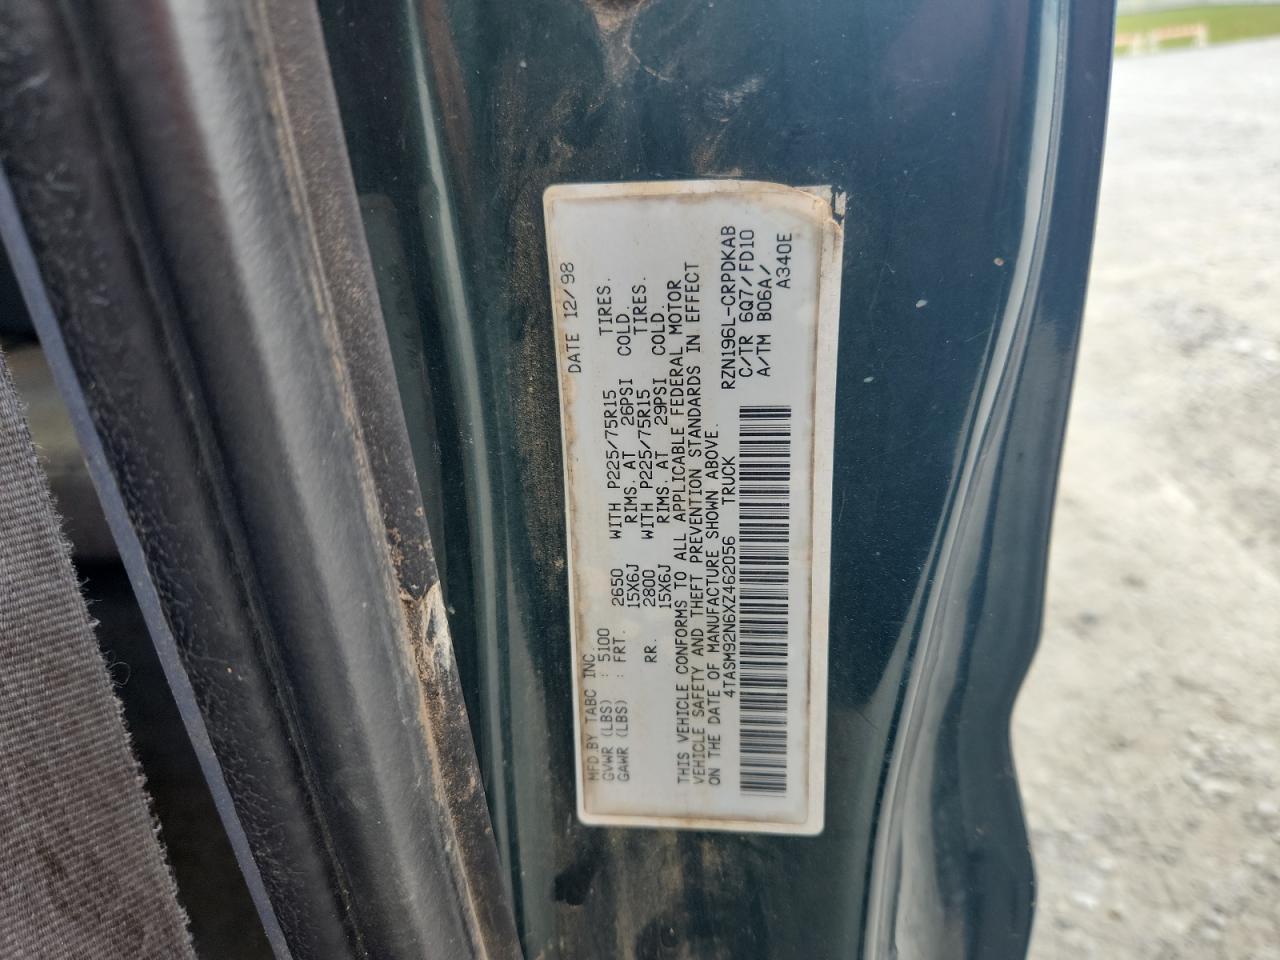 MFD.BY TABC INC. DATE 12/98
GVWR (LBS) : 5100
GAWR (LBS) : FRT. 2650 WITH P225/75R15 TIRES.
15X6J RIMS. AT 26PSI COLD.
RR. 2800 WITH P225/75R15 TIRES.
15X6J RIMS. AT 29PSI COLD.
THIS VEHICLE CONFORMS TO ALL APPLICABLE FEDERAL MOTOR
VEHICLE SAFETY AND THEFT PREVENTION STANDARDS IN EFFECT
ON THE DATE OF MANUFACTURE SHOWN ABOVE.
4TASM92N6XZ462056 TRUCK RZN196L-CRPDKAB
C/TR 6Q7/FD10
A/TM B06A/
A340E